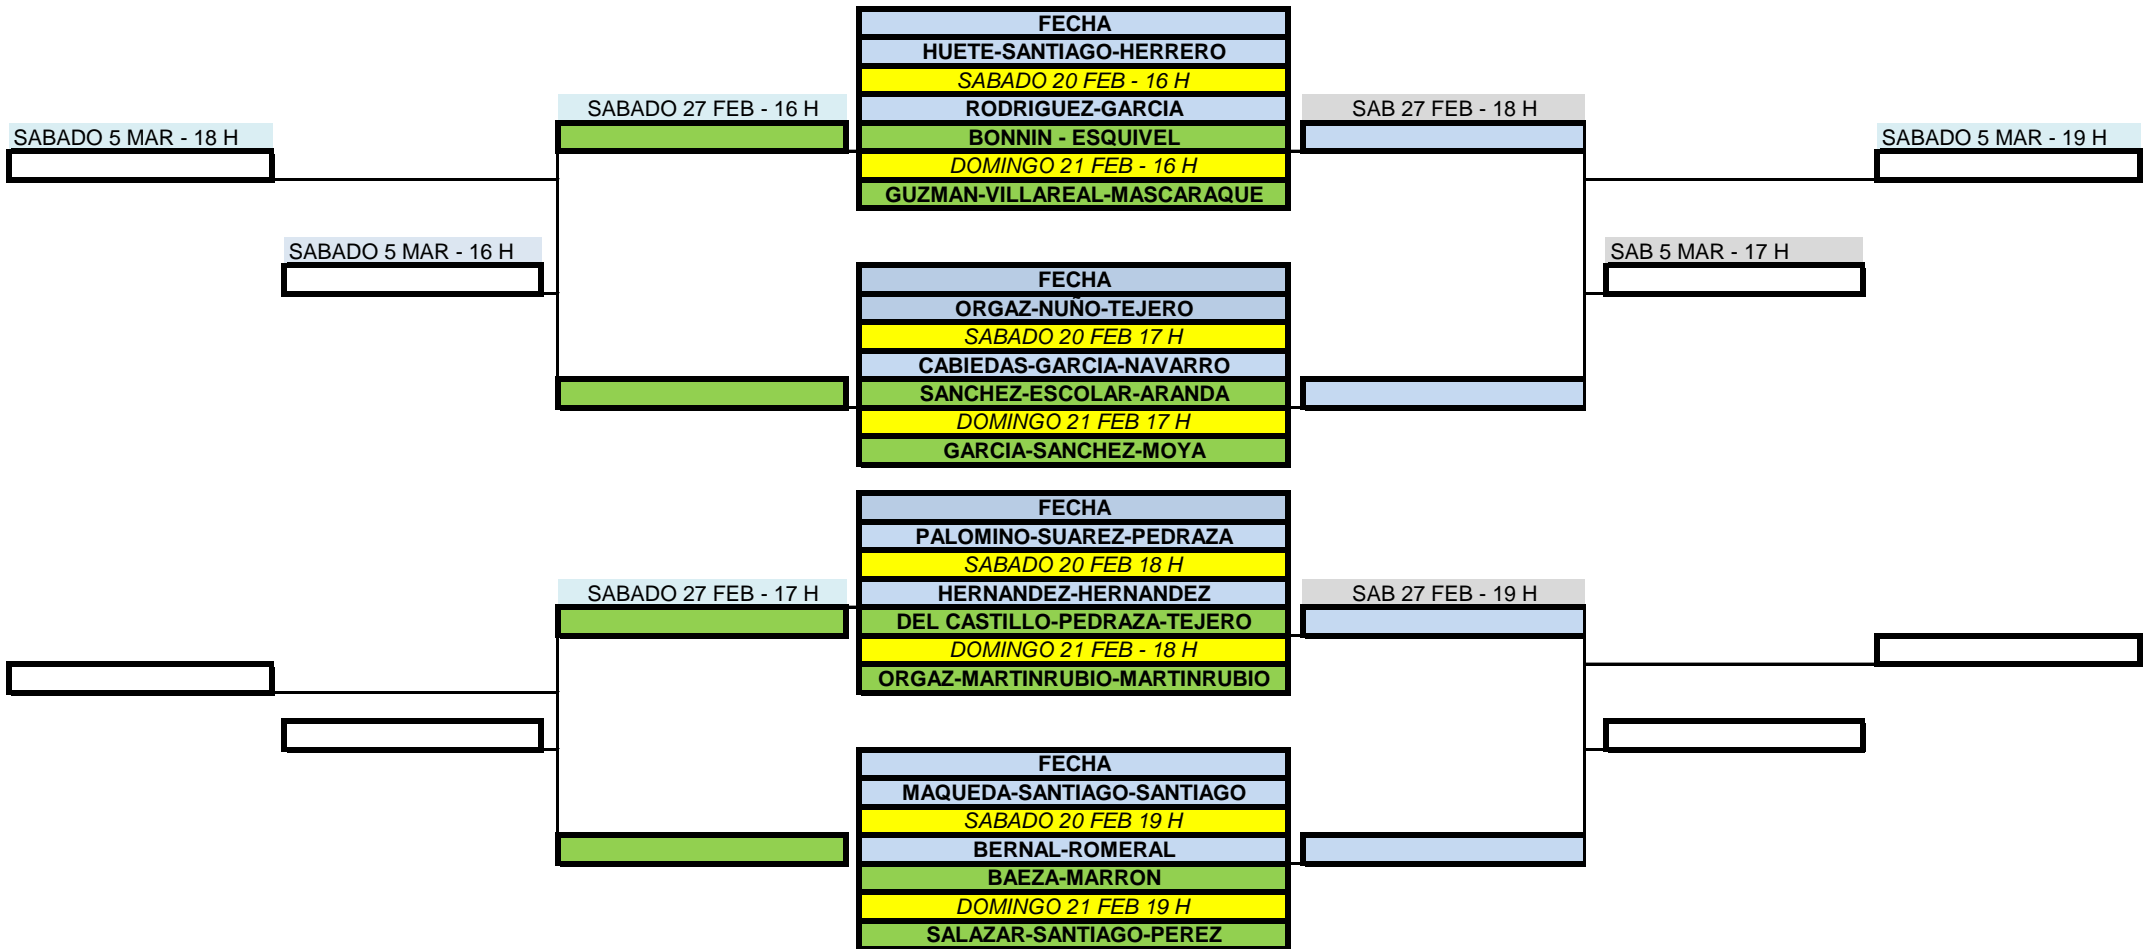 FECHA
HUETE-SANTIAGO-HERRERO
SABADO 20 FEB - 16 H
SABADO 27 FEB - 16 H
RODRIGUEZ-GARCIA
SAB 27 FEB - 18 H
SABADO 5 MAR - 18 H
BONNIN - ESQUIVEL
SABADO 5 MAR - 19 H
DOMINGO 21 FEB - 16 H
GUZMAN-VILLAREAL-MASCARAQUE
SABADO 5 MAR - 16 H
SAB 5 MAR - 17 H
FECHA
ORGAZ-NUÑO-TEJERO
SABADO 20 FEB 17 H
CABIEDAS-GARCIA-NAVARRO
SANCHEZ-ESCOLAR-ARANDA
DOMINGO 21 FEB 17 H
GARCIA-SANCHEZ-MOYA
FECHA
PALOMINO-SUAREZ-PEDRAZA
SABADO 20 FEB 18 H
SABADO 27 FEB - 17 H
HERNANDEZ-HERNANDEZ
SAB 27 FEB - 19 H
DEL CASTILLO-PEDRAZA-TEJERO
DOMINGO 21 FEB - 18 H
ORGAZ-MARTINRUBIO-MARTINRUBIO
FECHA
MAQUEDA-SANTIAGO-SANTIAGO
SABADO 20 FEB 19 H
BERNAL-ROMERAL
BAEZA-MARRON
DOMINGO 21 FEB 19 H
SALAZAR-SANTIAGO-PEREZ